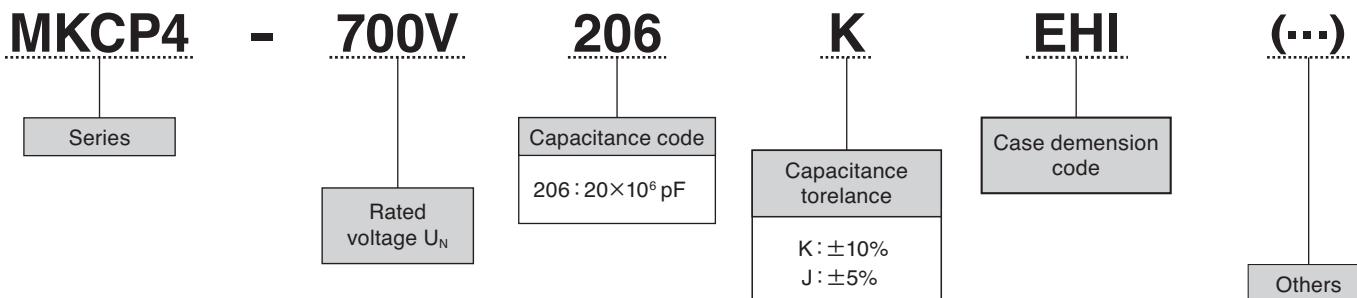 MKCP4 - 700V 206 K EHI (···)
Series
Rated
voltage UN
Capacitance code
206:20×10⁶ pF
Capacitance
torelance
K:±10%
J:±5%
Case demension
code
Others